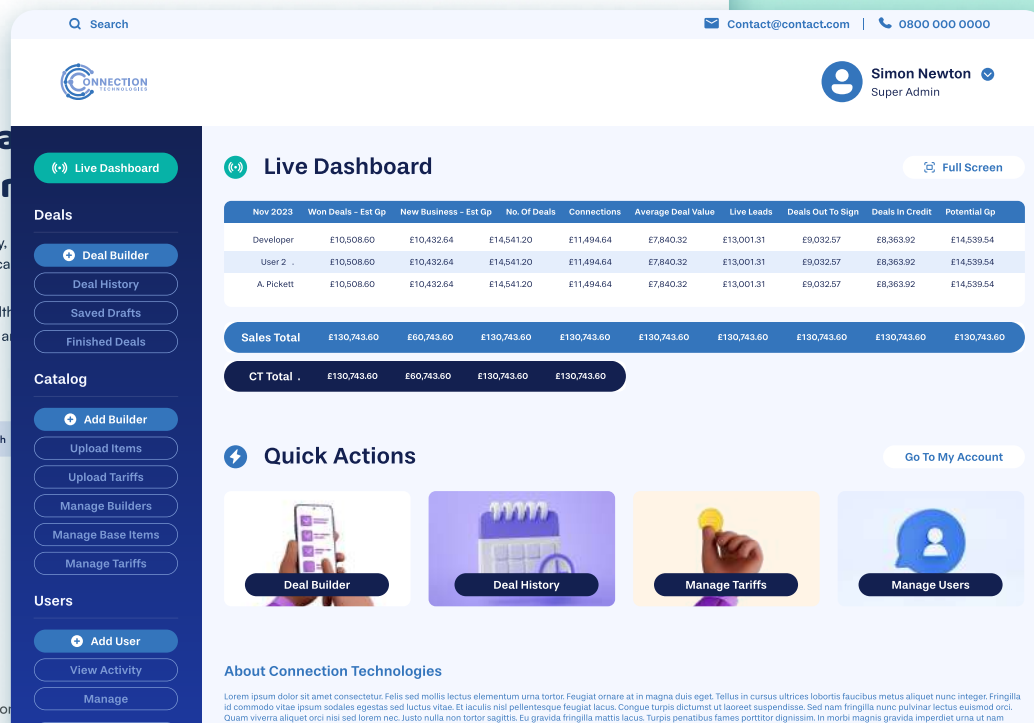 Search
Contact@contact.com | 0800 000 0000
CONNECTION
TECHNOLOGIES
Simon Newton
Super Admin
Live Dashboard
Deals
Deal Builder
Deal History
Saved Drafts
Finished Deals
Catalog
Add Builder
Upload Items
Upload Tariffs
Manage Builders
Manage Base Items
Manage Tariffs
Users
Add User
View Activity
Manage
Live Dashboard
Full Screen
Nov 2023 Won Deals - Est Gp New Business - Est Gp No. Of Deals Connections Average Deal Value Live Leads Deals Out To Sign Deals In Credit Potential Gp
Developer £10,508.60 £10,432.64 £14,541.20 £11,494.64 £7,840.32 £13,001.31 £9,032.57 £8,363.92 £14,539.54
User 2 . £10,508.60 £10,432.64 £14,541.20 £11,494.64 £7,840.32 £13,001.31 £9,032.57 £8,363.92 £14,539.54
A. Pickett £10,508.60 £10,432.64 £14,541.20 £11,494.64 £7,840.32 £13,001.31 £9,032.57 £8,363.92 £14,539.54
Sales Total £130,743.60 £60,743.60 £130,743.60 £130,743.60 £130,743.60 £130,743.60 £130,743.60 £130,743.60 £130,743.60
CT Total . £130,743.60 £60,743.60 £130,743.60 £130,743.60
Quick Actions
Go To My Account
Deal Builder
Deal History
Manage Tariffs
Manage Users
About Connection Technologies
Lorem ipsum dolor sit amet consectetur. Felis sed mollis lectus elementum urna tortor. Feugiat ornare at in magna duis eget. Tellus in cursus ultrices lobortis faucibus metus aliquet nunc integer. Fringilla
id commodo vitae ipsum sodales egestas sed luctus vitae. Et iaculis nisl pellentesque feugiat lacus. Congue turpis dictumst ut laoreet suspendisse. Sed nam fringilla nunc pulvinar lectus euismod orci.
Quam viverra aliquet orci nisi sed lorem nec. Justo nulla non tortor sagittis. Eu gravida fringilla mattis lacus. Turpis penatibus fames porttitor dignissim. In morbi magnis gravida imperdiet urna ut nam